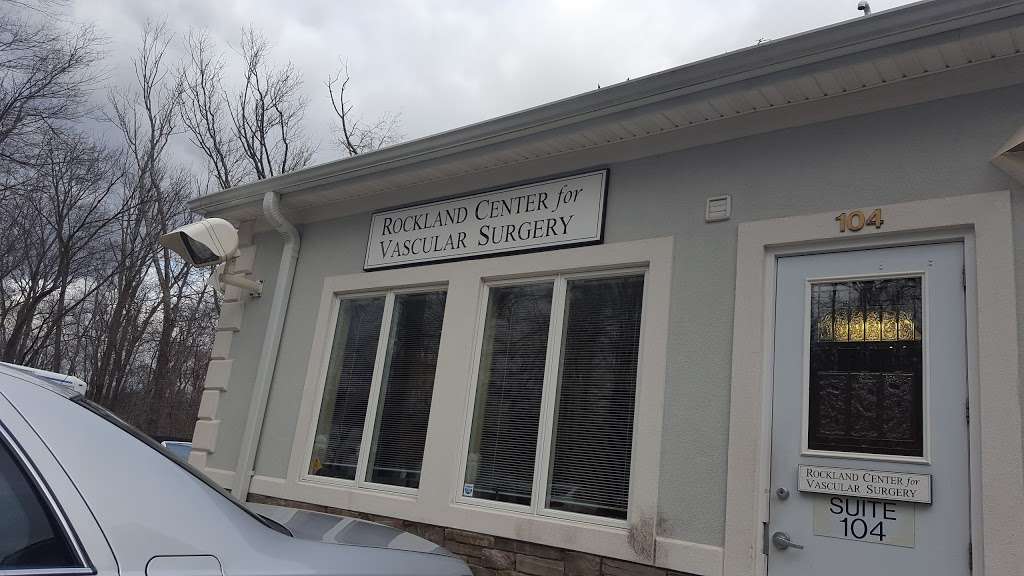 ROCKLAND CENTER for
VASCULAR SURGERY
104
ROCKLAND CENTER for
VASCULAR SURGERY
SUITE
104